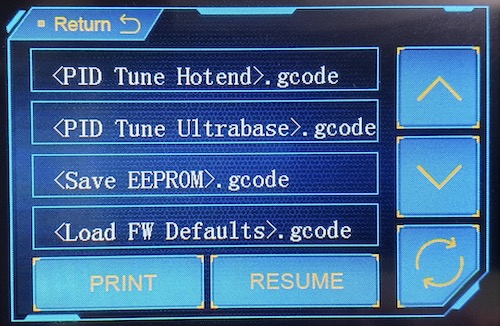 Return
<PID Tune Hotend>.gcode
<PID Tune Ultrabase>.gcode
<Save EEPROM>.gcode
<Load FW Defaults>.gcode
PRINT
RESUME